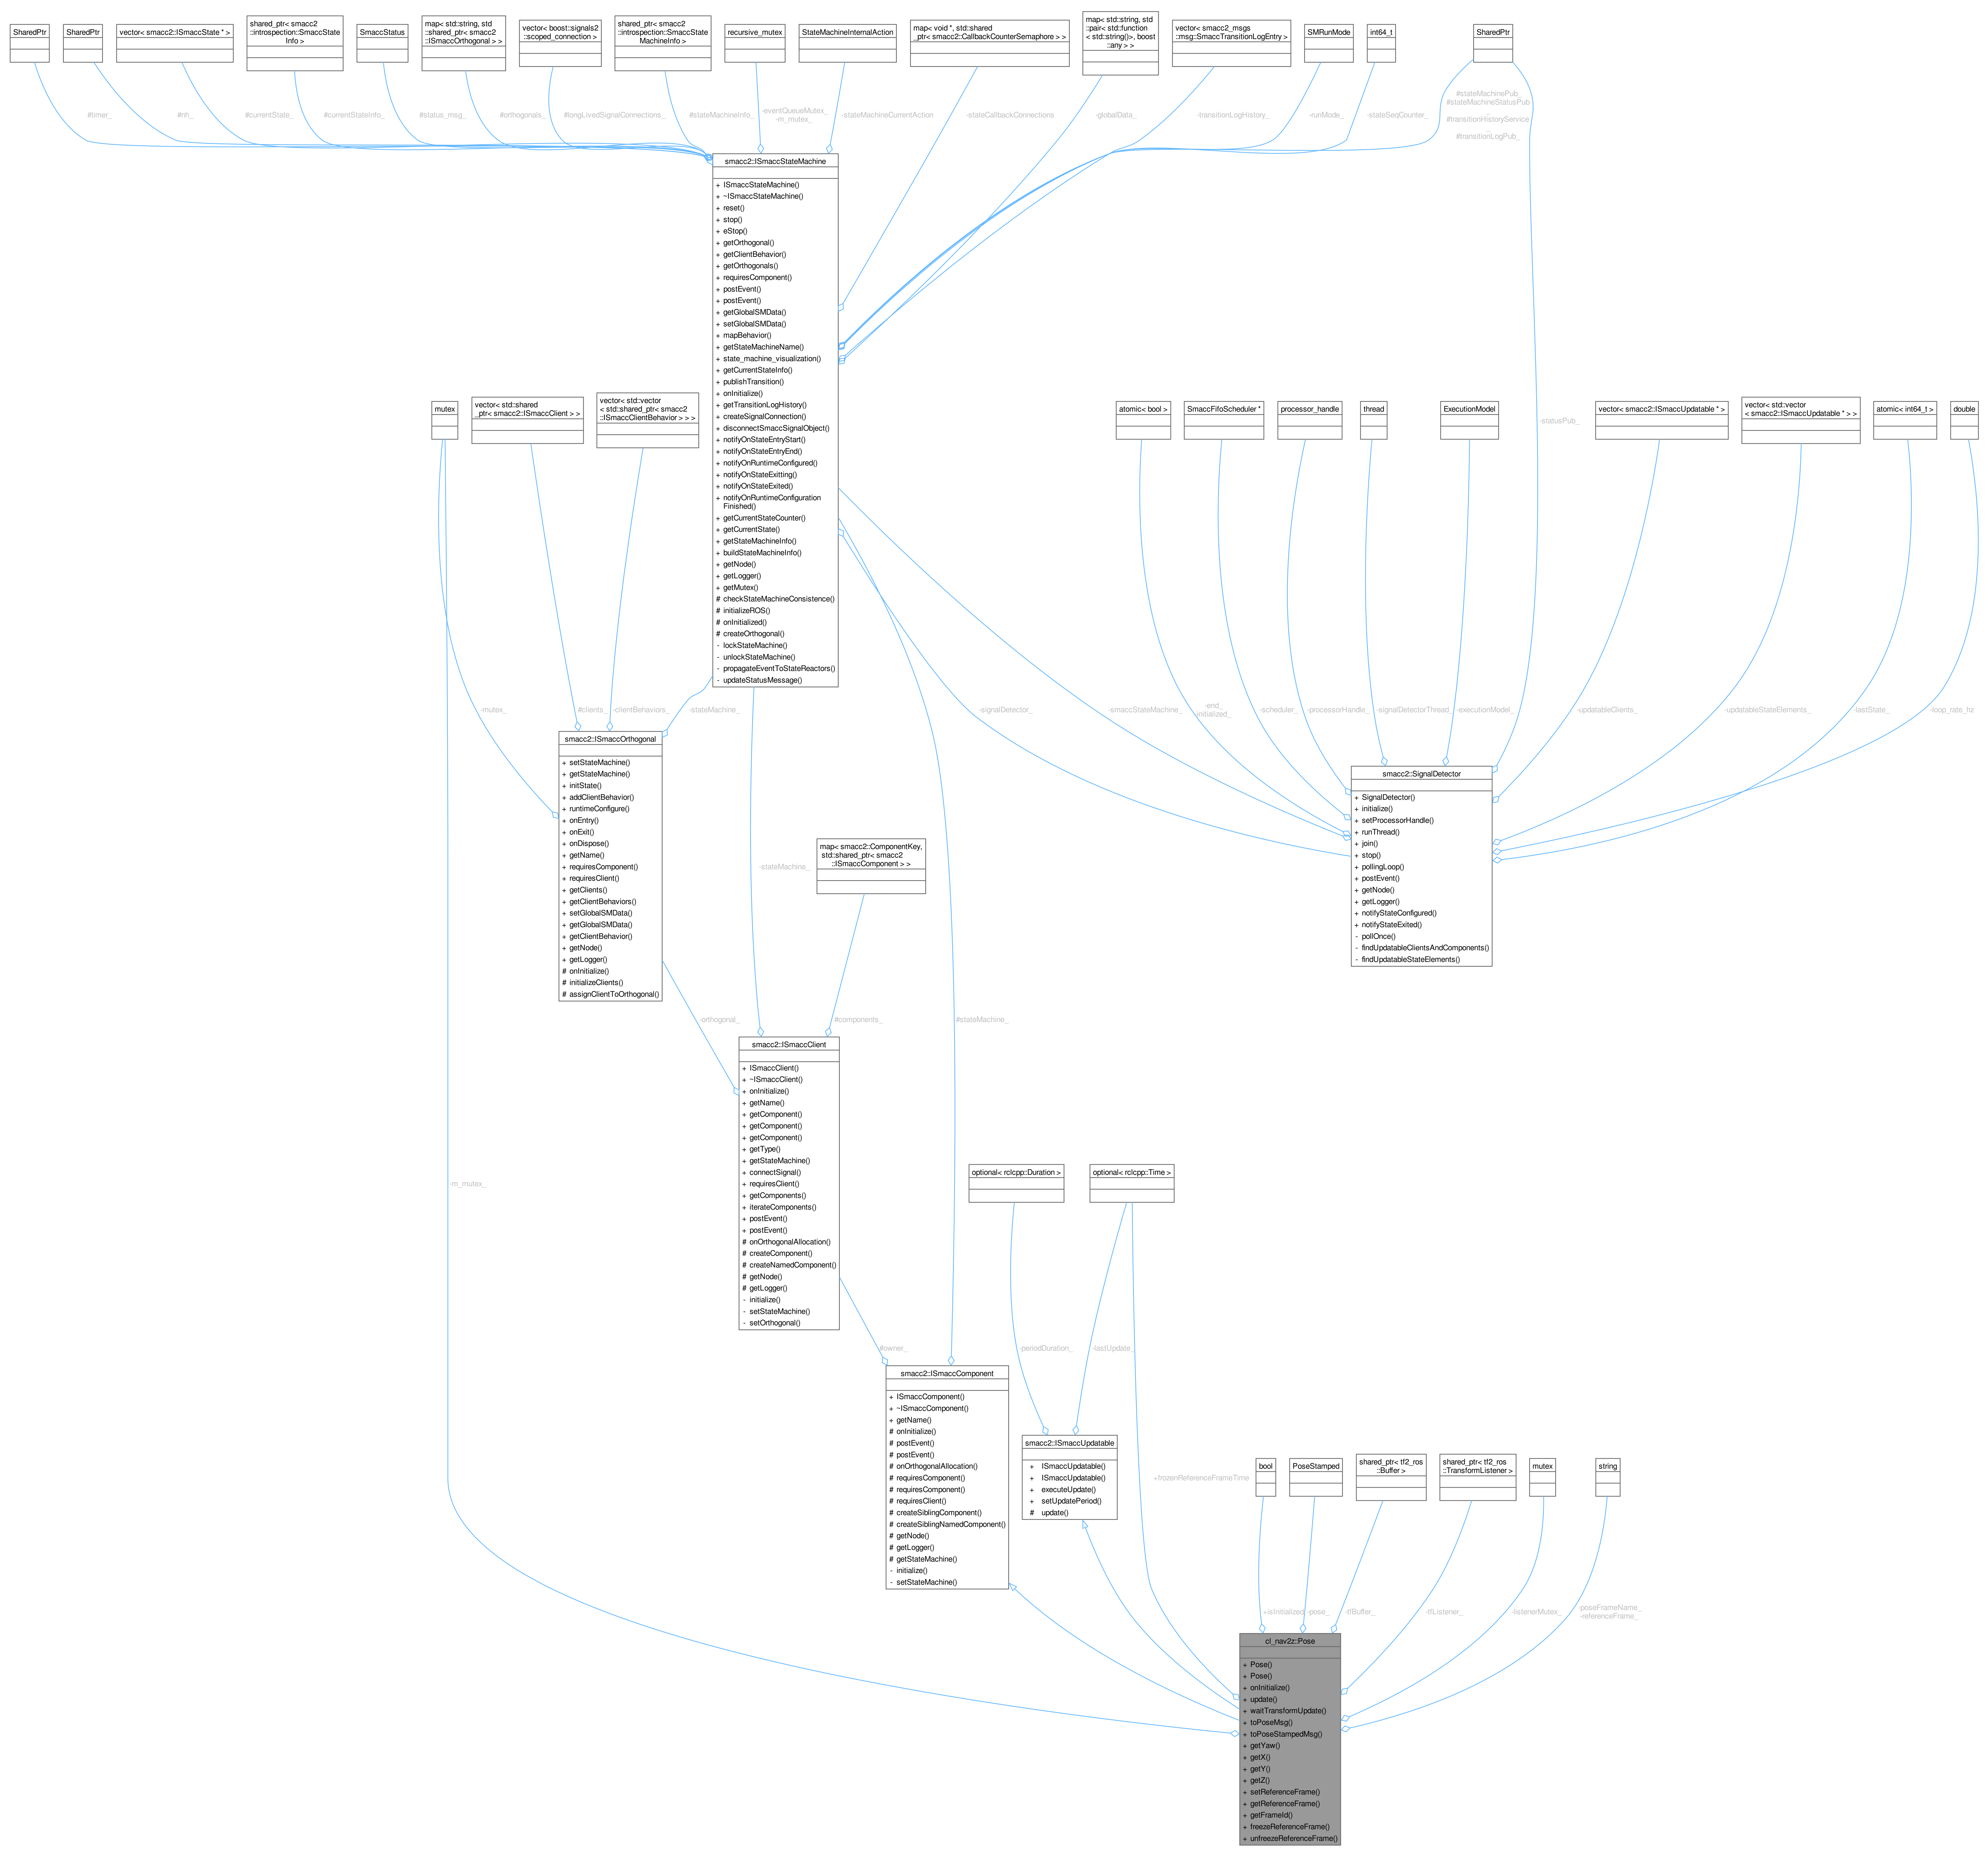 SharedPtr
SharedPtr
vector< smacc2::ISmaccState * >
shared_ptr< smacc2
::introspection::SmaccState
Info >
SmaccStatus
map< std::string, std
::shared_ptr< smacc2
::ISmaccOrthogonal > >
vector< boost::signals2
::scoped_connection >
shared_ptr< smacc2
::introspection::SmaccState
MachineInfo >
recursive_mutex
StateMachineInternalAction
map< void *, std::shared
_ptr< smacc2::CallbackCounterSemaphore > >
map< std::string, std
::pair< std::function
< std::string()>, boost
::any > >
vector< smacc2_msgs
::msg::SmaccTransitionLogEntry >
SMRunMode
int64_t
SharedPtr
#timer_
#nh_
#currentState_
#currentStateInfo_
#status_msg_
#orthogonals_
#longLivedSignalConnections_
#stateMachineInfo_
-eventQueueMutex_
-m_mutex_
-stateMachineCurrentAction
-stateCallbackConnections
-globalData_
-transitionLogHistory_
-runMode_
-stateSeqCounter_
#stateMachinePub_
#stateMachineStatusPub
_
#transitionHistoryService
_
#transitionLogPub_
smacc2::ISmaccStateMachine
+ ISmaccStateMachine()
+ ~ISmaccStateMachine()
+ reset()
+ stop()
+ eStop()
+ getOrthogonal()
+ getClientBehavior()
+ getOrthogonals()
+ requiresComponent()
+ postEvent()
+ postEvent()
+ getGlobalSMData()
+ setGlobalSMData()
+ mapBehavior()
+ getStateMachineName()
+ state_machine_visualization()
+ getCurrentStateInfo()
+ publishTransition()
+ onInitialize()
+ getTransitionLogHistory()
+ createSignalConnection()
+ disconnectSmaccSignalObject()
+ notifyOnStateEntryStart()
+ notifyOnStateEntryEnd()
+ notifyOnRuntimeConfigured()
+ notifyOnStateExitting()
+ notifyOnStateExited()
+ notifyOnRuntimeConfiguration
Finished()
+ getCurrentStateCounter()
+ getCurrentState()
+ getStateMachineInfo()
+ buildStateMachineInfo()
+ getNode()
+ getLogger()
+ getMutex()
# checkStateMachineConsistence()
# initializeROS()
# onInitialized()
# createOrthogonal()
- lockStateMachine()
- unlockStateMachine()
- propagateEventToStateReactors()
- updateStatusMessage()
mutex
vector< std::shared
_ptr< smacc2::ISmaccClient > >
vector< std::vector
< std::shared_ptr< smacc2
::ISmaccClientBehavior > > >
atomic< bool >
SmaccFifoScheduler *
processor_handle
thread
ExecutionModel
-statusPub_
vector< smacc2::ISmaccUpdatable * >
vector< std::vector
< smacc2::ISmaccUpdatable * > >
atomic< int64_t >
double
-mutex_
#clients_
-clientBehaviors_
-stateMachine_
-signalDetector_
-smaccStateMachine_
-end_
-initialized_
-scheduler_
-processorHandle_
-signalDetectorThread_
-executionModel_
-updatableClients_
-updatableStateElements_
-lastState_
-loop_rate_hz
smacc2::ISmaccOrthogonal
+ setStateMachine()
+ getStateMachine()
+ initState()
+ addClientBehavior()
+ runtimeConfigure()
+ onEntry()
+ onExit()
+ onDispose()
+ getName()
+ requiresComponent()
+ requiresClient()
+ getClients()
+ getClientBehaviors()
+ setGlobalSMData()
+ getGlobalSMData()
+ getClientBehavior()
+ getNode()
+ getLogger()
# onInitialize()
# initializeClients()
# assignClientToOrthogonal()
smacc2::SignalDetector
+ SignalDetector()
+ initialize()
+ setProcessorHandle()
+ runThread()
+ join()
+ stop()
+ pollingLoop()
+ postEvent()
+ getNode()
+ getLogger()
+ notifyStateConfigured()
+ notifyStateExited()
- pollOnce()
- findUpdatableClientsAndComponents()
- findUpdatableStateElements()
-stateMachine_
map< smacc2::ComponentKey,
std::shared_ptr< smacc2
::ISmaccComponent > >
-orthogonal_
#components_
#stateMachine_
smacc2::ISmaccClient
+ ISmaccClient()
+ ~ISmaccClient()
+ onInitialize()
+ getName()
+ getComponent()
+ getComponent()
+ getComponent()
+ getType()
+ getStateMachine()
+ connectSignal()
+ requiresClient()
+ getComponents()
+ iterateComponents()
+ postEvent()
+ postEvent()
# onOrthogonalAllocation()
# createComponent()
# createNamedComponent()
# getNode()
# getLogger()
- initialize()
- setStateMachine()
- setOrthogonal()
-m_mutex_
optional< rclcpp::Duration >
optional< rclcpp::Time >
#owner_
-periodDuration_
-lastUpdate_
smacc2::ISmaccComponent
+ ISmaccComponent()
+ ~ISmaccComponent()
+ getName()
# onInitialize()
# postEvent()
# postEvent()
# onOrthogonalAllocation()
# requiresComponent()
# requiresComponent()
# requiresClient()
# createSiblingComponent()
# createSiblingNamedComponent()
# getNode()
# getLogger()
# getStateMachine()
- initialize()
- setStateMachine()
smacc2::ISmaccUpdatable
+ ISmaccUpdatable()
+ ISmaccUpdatable()
+ executeUpdate()
+ setUpdatePeriod()
# update()
+frozenReferenceFrameTime
bool
PoseStamped
shared_ptr< tf2_ros
::Buffer >
shared_ptr< tf2_ros
::TransformListener >
mutex
string
+isInitialized
-pose_
-tfBuffer_
-tfListener_
-listenerMutex_
-poseFrameName_
-referenceFrame_
cl_nav2z::Pose
+ Pose()
+ Pose()
+ onInitialize()
+ update()
+ waitTransformUpdate()
+ toPoseMsg()
+ toPoseStampedMsg()
+ getYaw()
+ getX()
+ getY()
+ getZ()
+ setReferenceFrame()
+ getReferenceFrame()
+ getFrameId()
+ freezeReferenceFrame()
+ unfreezeReferenceFrame()